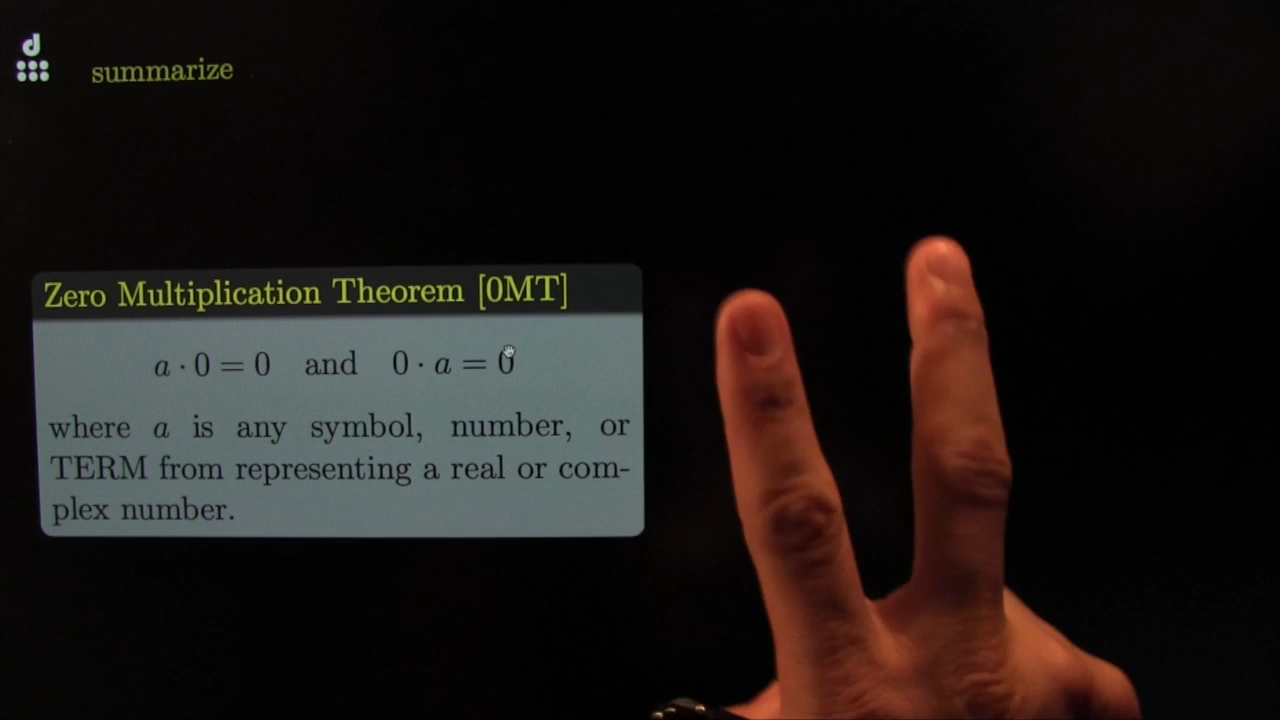 d
summarize
Zero Multiplication Theorem [0MT]
a · 0 = 0 and 0 · a = 0
where a is any symbol, number, or
TERM from representing a real or com-
plex number.